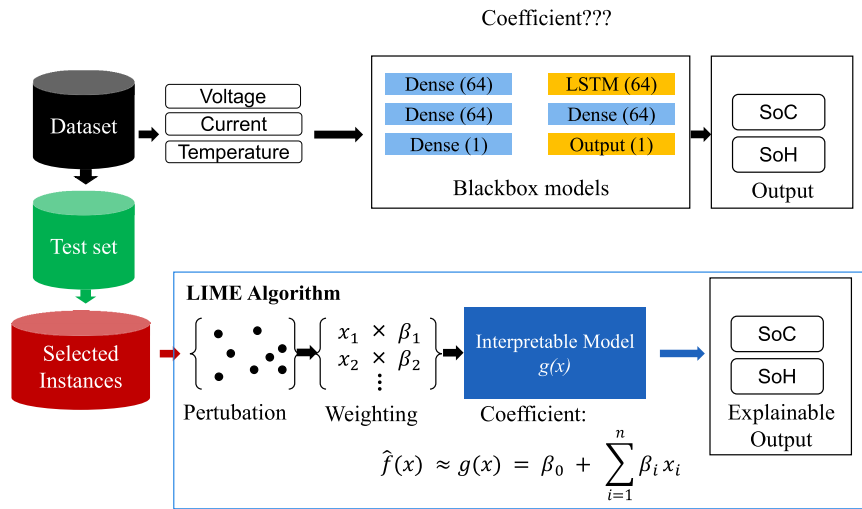 Coefficient???
Dataset
Voltage
Current
Temperature
Dense (64)
Dense (64)
Dense (1)
LSTM (64)
Dense (64)
Output (1)
Blackbox models
SoC
SoH
Output
Test set
Selected
Instances
LIME Algorithm
Pertubation
x₁ × β₁
x₂ × β₂
⋮
Weighting
Interpretable Model
g(x)
Coefficient:
f̂(x) ≈ g(x) = β₀ + ∑ⁿᵢ₌₁ βᵢ xᵢ
SoC
SoH
Explainable
Output